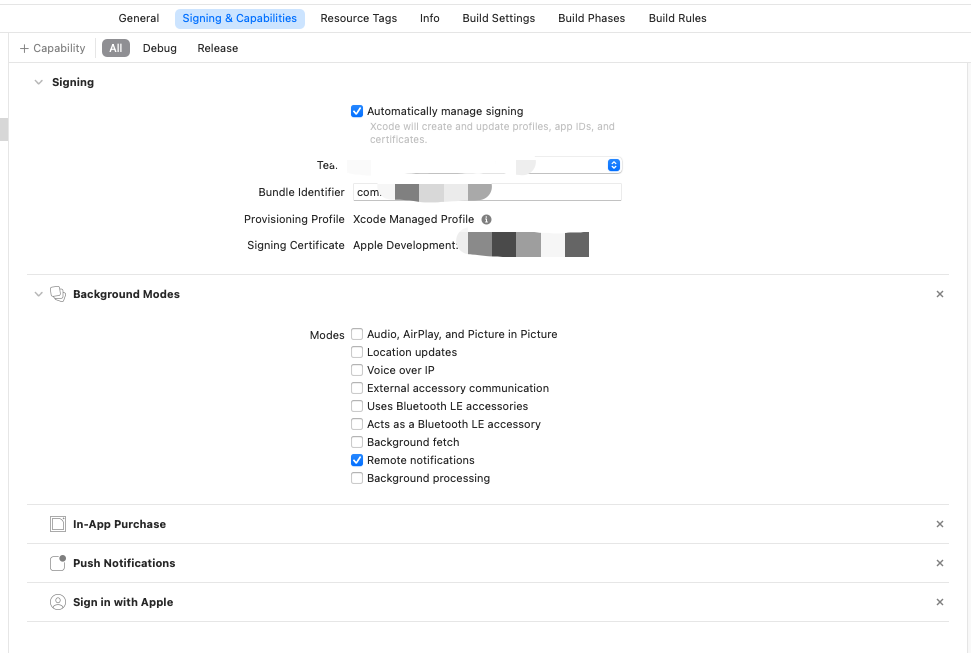 General Signing & Capabilities Resource Tags Info Build Settings Build Phases Build Rules
+ Capability All Debug Release
Signing
Automatically manage signing
Xcode will create and update profiles, app IDs, and
certificates.
Bundle Identifier com.
Provisioning Profile Xcode Managed Profile
Signing Certificate Apple Development:
Background Modes
Modes Audio, AirPlay, and Picture in Picture
Location updates
Voice over IP
External accessory communication
Uses Bluetooth LE accessories
Acts as a Bluetooth LE accessory
Background fetch
Remote notifications
Background processing
In-App Purchase
Push Notifications
Sign in with Apple